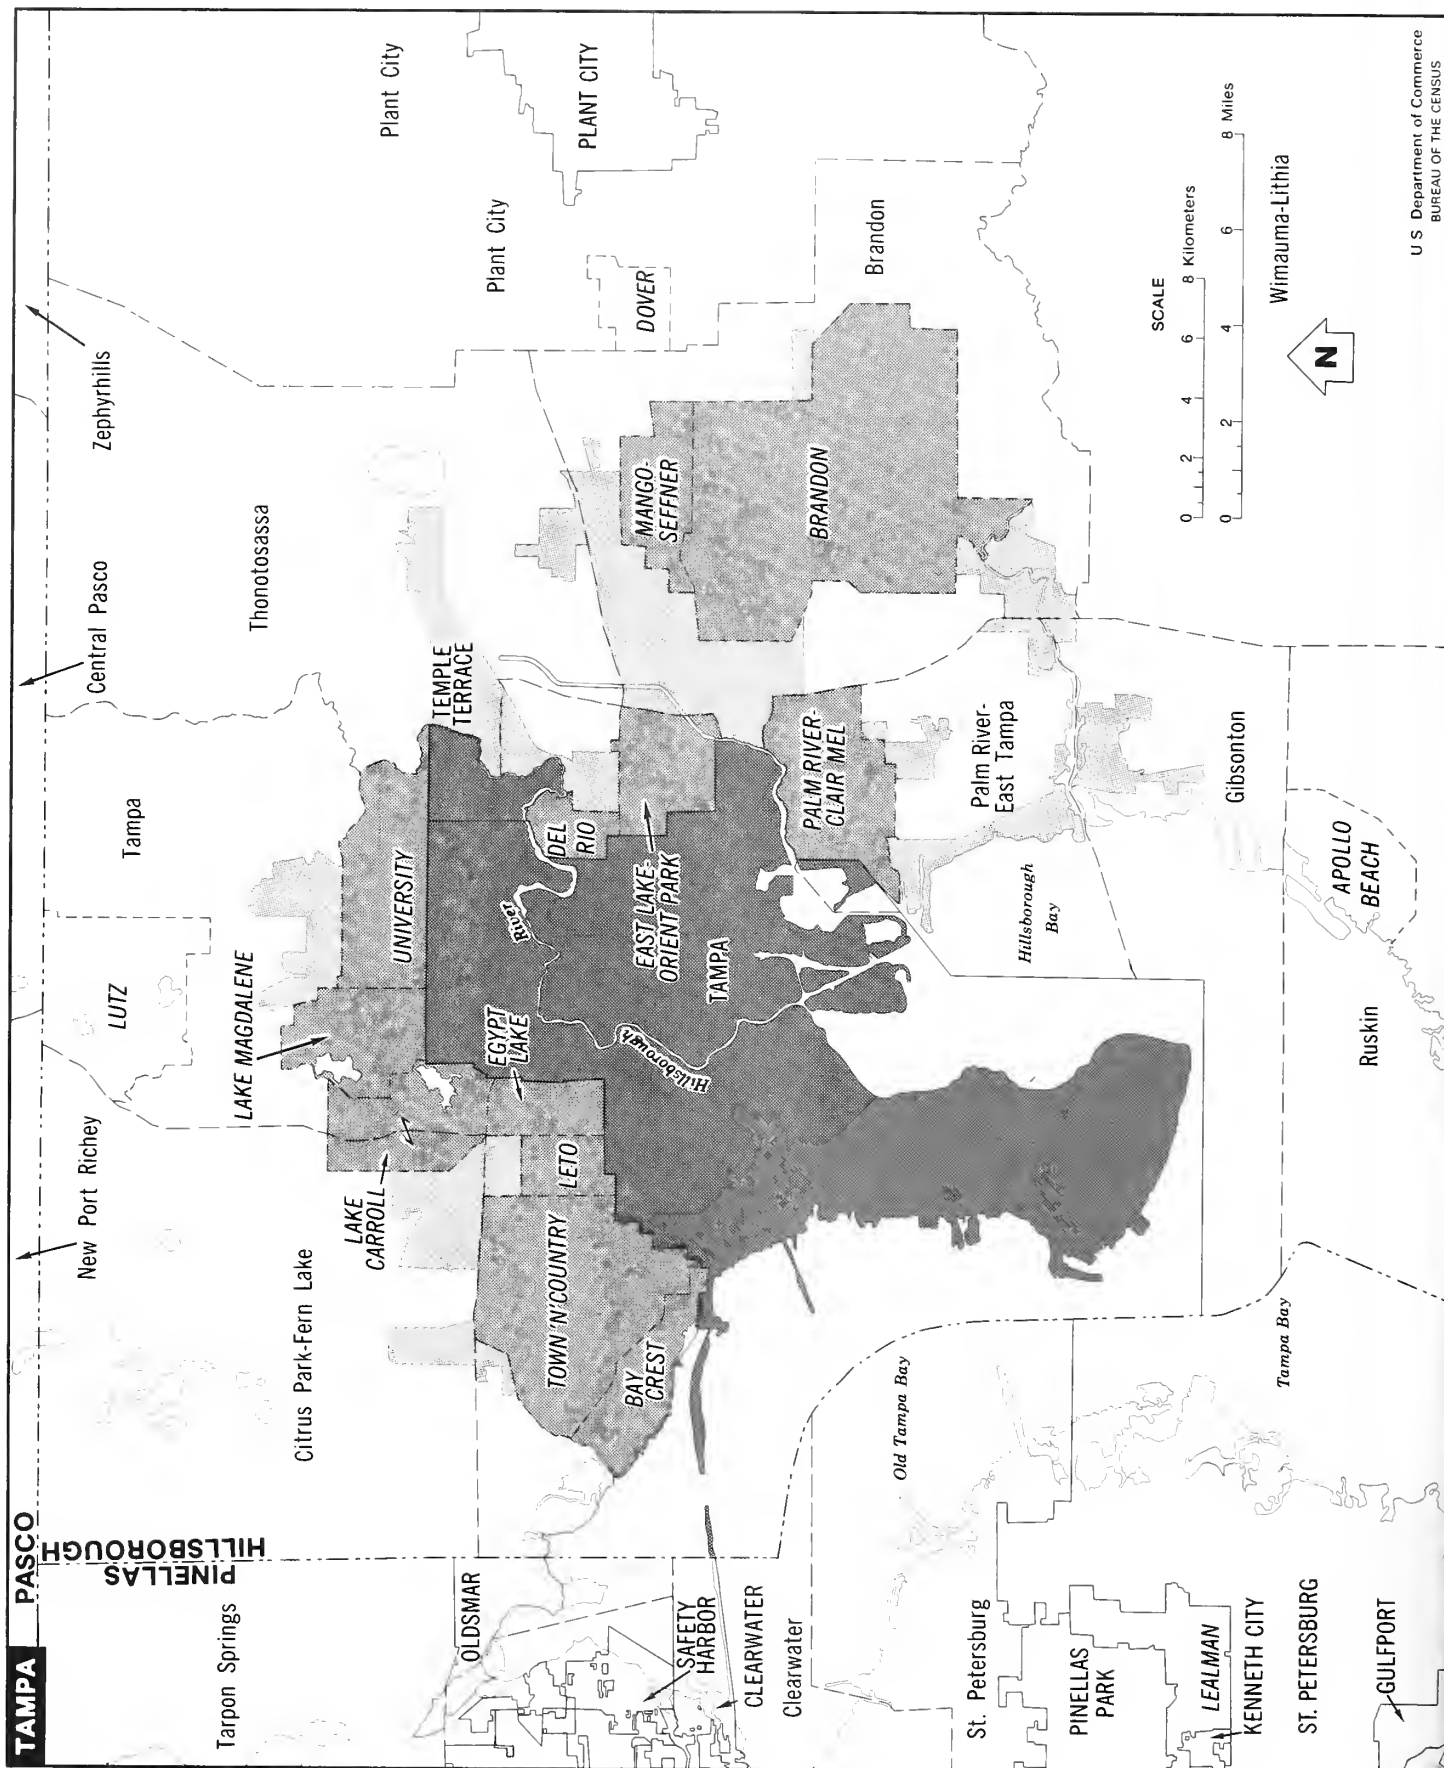 TAMPA
PASCO
HILLSBOROUGH
PINELLAS
New Port Richey
Central Pasco
Zephyrhills
Tarpon Springs
LUTZ
Tampa
Thonotosassa
Plant City
LAKE MAGDALENE
Citrus Park-Fern Lake
LAKE
CARROLL
UNIVERSITY
TEMPLE
TERRACE
Plant City
PLANT CITY
OLDSMAR
TOWN 'N' COUNTRY
LETO
EGYPT
LAKE
River
DEL
RIO
DOVER
BAY
CREST
Hillsborough
EAST LAKE-
ORIENT PARK
MANGO-
SEFFNER
SAFETY
HARBOR
CLEARWATER
Clearwater
TAMPA
PALM RIVER-
CLAIR MEL
BRANDON
Brandon
Old Tampa Bay
Palm River-
East Tampa
Hillsborough
Bay
St. Petersburg
PINELLAS
PARK
LEALMAN
KENNETH CITY
ST. PETERSBURG
GULFPORT
Tampa Bay
Gibsonton
APOLLO
BEACH
Ruskin
SCALE
0 2 4 6 8 Kilometers
0 2 4 6 8 Miles
Wimauma-Lithia
N
U S Department of Commerce
BUREAU OF THE CENSUS